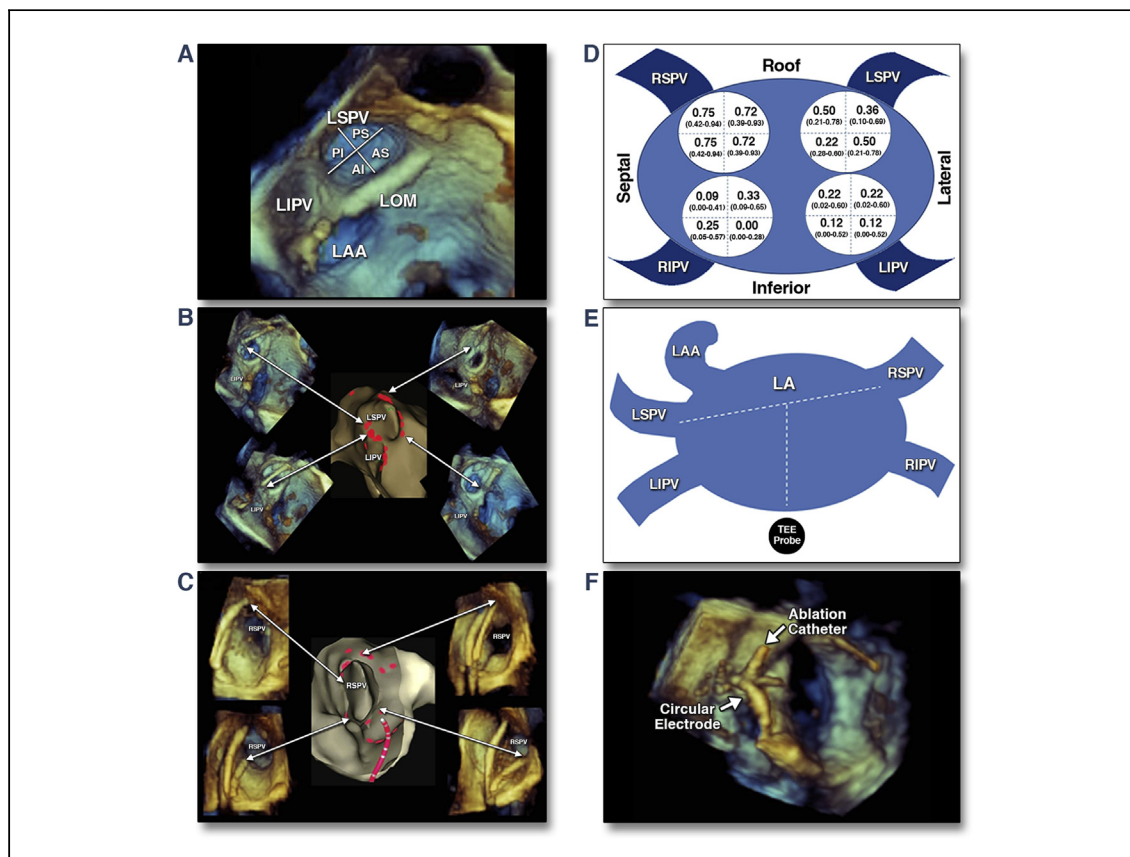 A
LSPV
PS
PI
AS
AI
LIPV
LOM
LAA
B
LIPV
LIPV
LSPV
LIPV
LIPV
LIPV
C
RSPV
RSPV
RSPV
RSPV
RSPV
D
RSPV
Roof
LSPV
0.75 0.72 0.50 0.36
(0.42-0.94) (0.39-0.93) (0.21-0.78) (0.10-0.69)
0.75 0.72 0.22 0.50
(0.42-0.94) (0.39-0.93) (0.28-0.60) (0.21-0.78)
Septal
Lateral
0.09 0.33 0.22 0.22
(0.00-0.41) (0.09-0.65) (0.02-0.60) (0.02-0.60)
0.25 0.00 0.12 0.12
(0.05-0.57) (0.00-0.28) (0.00-0.52) (0.00-0.52)
RIPV
Inferior
LIPV
E
LAA
LA
RSPV
LSPV
LIPV
RIPV
TEE
Probe
F
Ablation
Catheter
Circular
Electrode